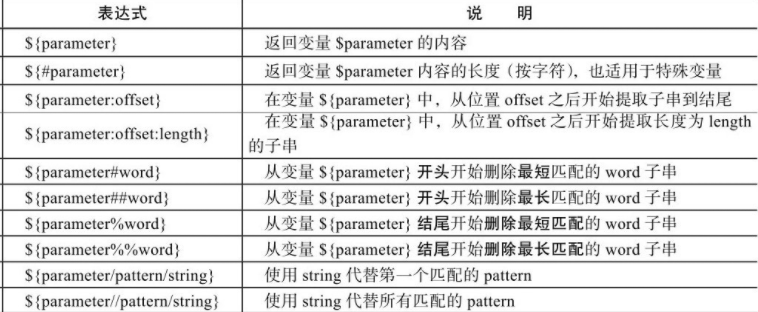 表达式 说 明
${parameter} 返回变量 $parameter 的内容
${#parameter} 返回变量 $parameter 内容的长度（按字符），也适用于特殊变量
${parameter:offset} 在变量 ${parameter} 中，从位置 offset 之后开始提取子串到结尾
${parameter:offset:length} 在变量 ${parameter} 中，从位置 offset 之后开始提取长度为 length
的子串
${parameter#word} 从变量 ${parameter} 开头开始删除最短匹配的 word 子串
${parameter##word} 从变量 ${parameter} 开头开始删除最长匹配的 word 子串
${parameter%word} 从变量 ${parameter} 结尾开始删除最短匹配的 word 子串
${parameter%%word} 从变量 ${parameter} 结尾开始删除最长匹配的 word 子串
${parameter/pattern/string} 使用 string 代替第一个匹配的 pattern
${parameter//pattern/string} 使用 string 代替所有匹配的 pattern